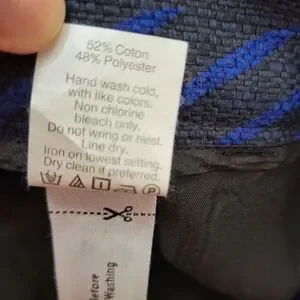 52% Coton
48% Polyester
Hand wash cold,
with like colors.
Non chlorine
bleach only.
Do not wring or twist.
Line dry.
Iron on lowest setting.
Dry clean if preferred.
Before
Washing